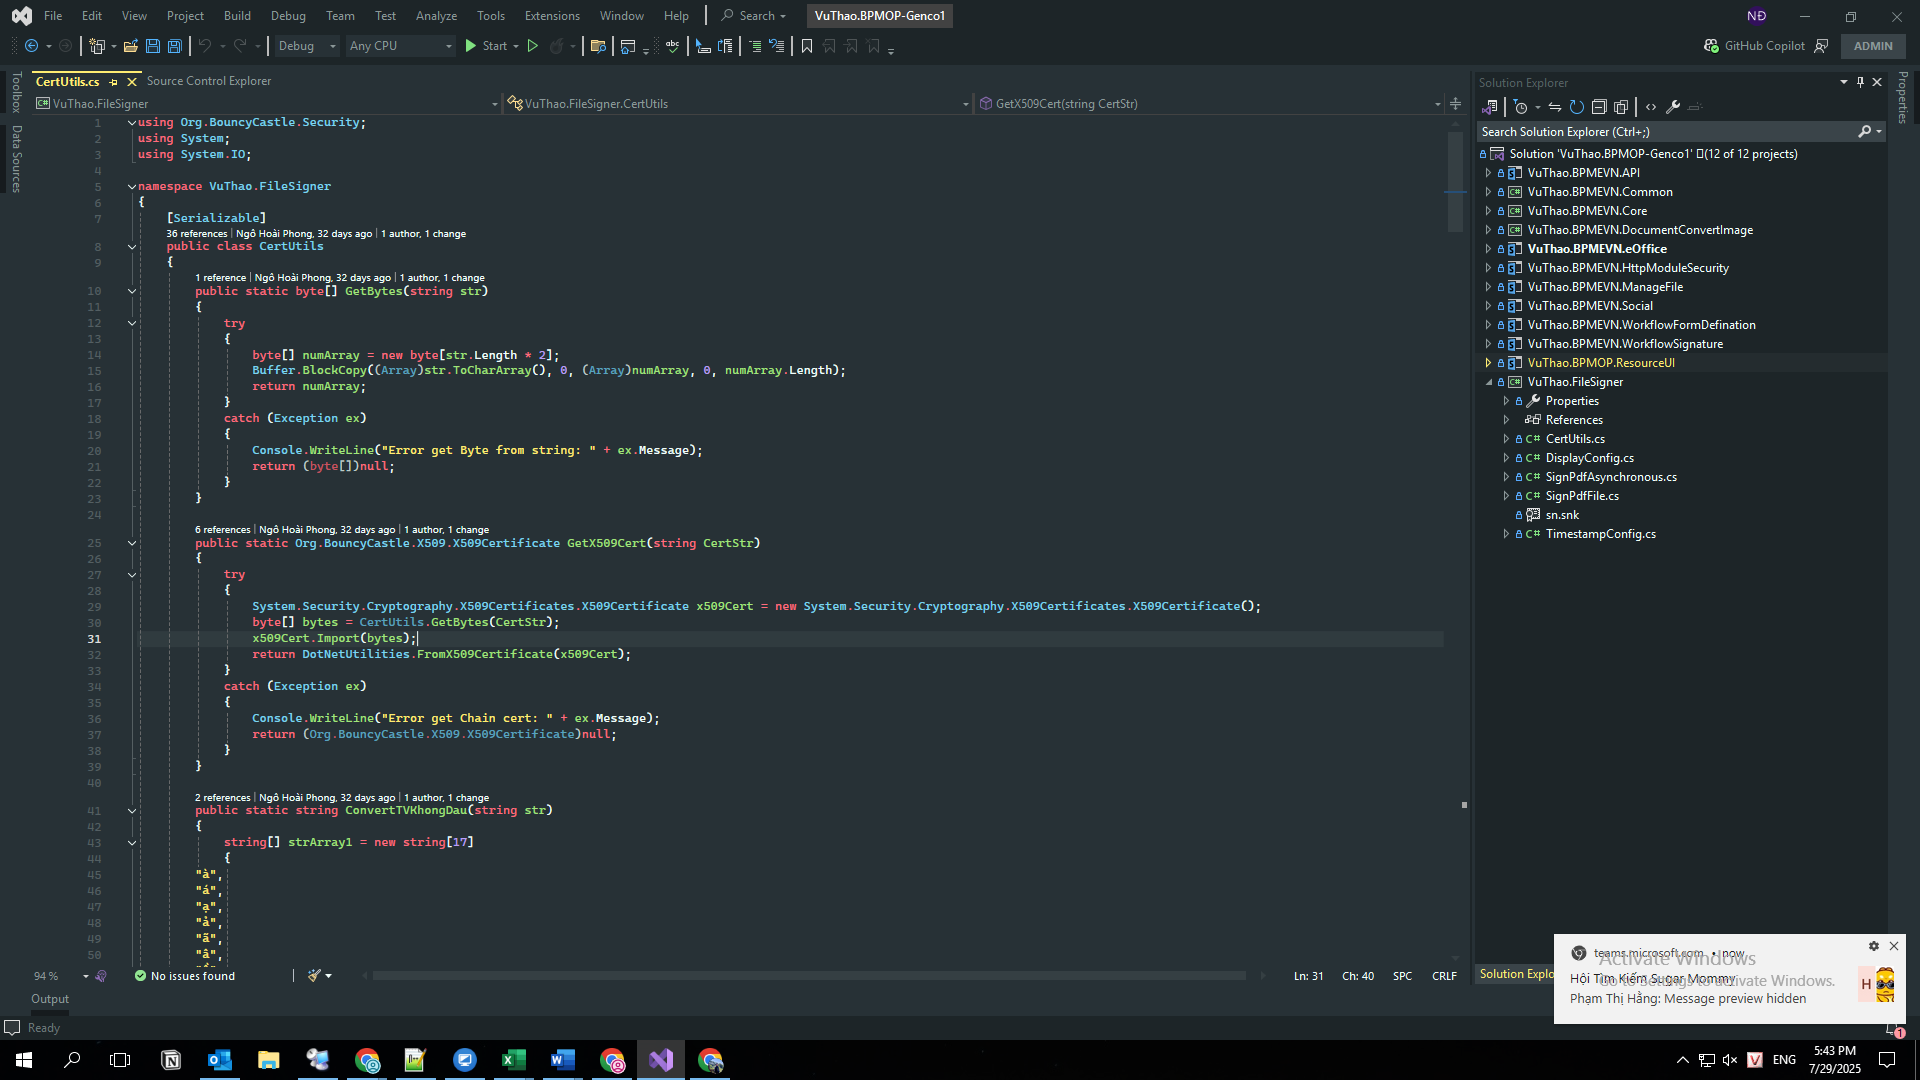 File Edit View Project Build Debug Team Test Analyze Tools Extensions Window Help Search VuThao.BPMOP-Genco1 NĐ
Debug Any CPU Start GitHub Copilot ADMIN
Toolbox
Data Sources
CertUtils.cs Source Control Explorer
VuThao.FileSigner VuThao.FileSigner.CertUtils GetX509Cert(string CertStr)
1 using Org.BouncyCastle.Security;
2 using System;
3 using System.IO;
4
5 namespace VuThao.FileSigner
6 {
7 [Serializable]
36 references | Ngô Hoài Phong, 32 days ago | 1 author, 1 change
8 public class CertUtils
9 {
1 reference | Ngô Hoài Phong, 32 days ago | 1 author, 1 change
10 public static byte[] GetBytes(string str)
11 {
12 try
13 {
14 byte[] numArray = new byte[str.Length * 2];
15 Buffer.BlockCopy((Array)str.ToCharArray(), 0, (Array)numArray, 0, numArray.Length);
16 return numArray;
17 }
18 catch (Exception ex)
19 {
20 Console.WriteLine("Error get Byte from string: " + ex.Message);
21 return (byte[])null;
22 }
23 }
24
6 references | Ngô Hoài Phong, 32 days ago | 1 author, 1 change
25 public static Org.BouncyCastle.X509.X509Certificate GetX509Cert(string CertStr)
26 {
27 try
28 {
29 System.Security.Cryptography.X509Certificates.X509Certificate x509Cert = new System.Security.Cryptography.X509Certificates.X509Certificate();
30 byte[] bytes = CertUtils.GetBytes(CertStr);
31 x509Cert.Import(bytes);
32 return DotNetUtilities.FromX509Certificate(x509Cert);
33 }
34 catch (Exception ex)
35 {
36 Console.WriteLine("Error get Chain cert: " + ex.Message);
37 return (Org.BouncyCastle.X509.X509Certificate)null;
38 }
39 }
40
2 references | Ngô Hoài Phong, 32 days ago | 1 author, 1 change
41 public static string ConvertTVKhongDau(string str)
42 {
43 string[] strArray1 = new string[17]
44 {
45 "à",
46 "á",
47 "ạ",
48 "ả",
49 "ã",
50 "â",
94 % No issues found Ln: 31 Ch: 40 SPC CRLF
Output
Ready
Solution Explorer
Properties
Search Solution Explorer (Ctrl+;)
Solution 'VuThao.BPMOP-Genco1' (12 of 12 projects)
VuThao.BPMEVN.API
VuThao.BPMEVN.Common
VuThao.BPMEVN.Core
VuThao.BPMEVN.DocumentConvertImage
VuThao.BPMEVN.eOffice
VuThao.BPMEVN.HttpModuleSecurity
VuThao.BPMEVN.ManageFile
VuThao.BPMEVN.Social
VuThao.BPMEVN.WorkflowFormDefination
VuThao.BPMEVN.WorkflowSignature
VuThao.BPMOP.ResourceUI
VuThao.FileSigner
Properties
References
C# CertUtils.cs
C# DisplayConfig.cs
C# SignPdfAsynchronous.cs
C# SignPdfFile.cs
sn.snk
C# TimestampConfig.cs
Solution Explo
teams.microsoft.com • now
Activate Windows
Hội Tìm Kiếm Sugar Mommy
Go to Settings to activate Windows.
Phạm Thị Hằng: Message preview hidden
H
1
ENG
5:43 PM
7/29/2025